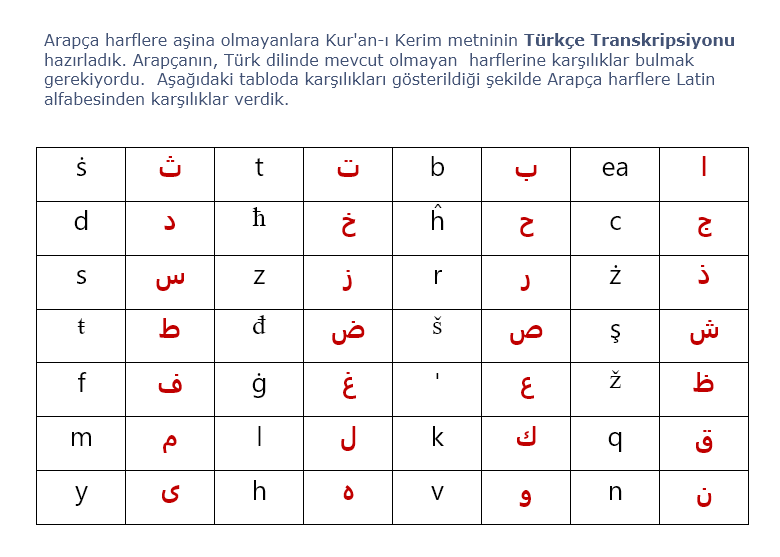 Arapça harflere aşina olmayanlara Kur'an-ı Kerim metninin Türkçe Transkripsiyonu
hazırladık. Arapçanın, Türk dilinde mevcut olmayan harflerine karşılıklar bulmak
gerekiyordu. Aşağıdaki tabloda karşılıkları gösterildiği şekilde Arapça harflere Latin
alfabesinden karşılıklar verdik.
ṡ ث t ت b ب ea ا
d د ħ خ ĥ ح c ج
s س z ز r ر ż ذ
ŧ ط đ ض š ص ş ش
f ف ġ غ ' ع ž ظ
m م l ل k ك q ق
y ى h ه v و n ن